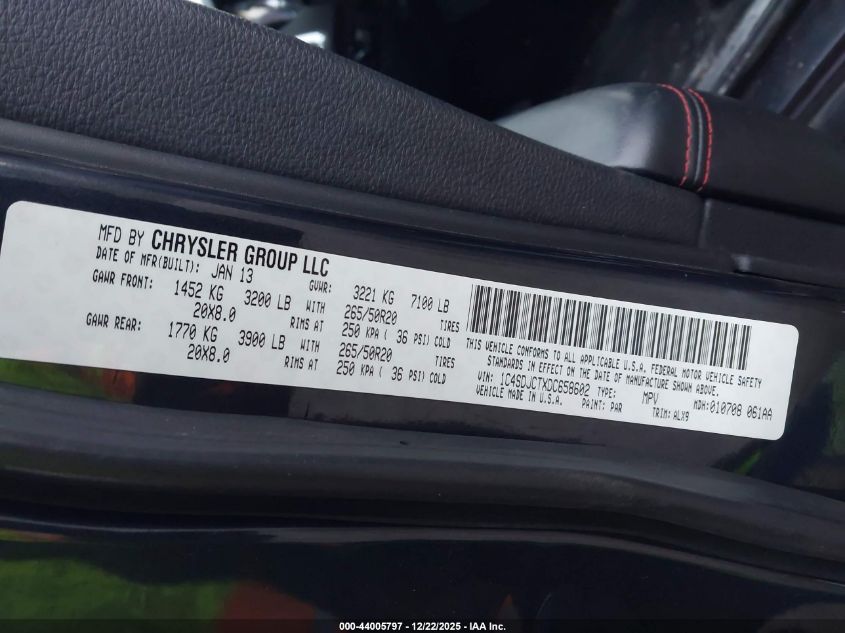 MFD BY CHRYSLER GROUP LLC
DATE OF MFR(BUILT): JAN 13 GVWR: 3221 KG 7100 LB
GAWR FRONT: 1452 KG 3200 LB WITH 265/50R20 TIRES
20X8.0 RIMS AT 250 KPA ( 36 PSI) COLD
GAWR REAR: 1770 KG 3900 LB WITH 265/50R20 TIRES
20X8.0 RIMS AT 250 KPA ( 36 PSI) COLD
THIS VEHICLE CONFORMS TO ALL APPLICABLE U.S.A. FEDERAL MOTOR VEHICLE SAFETY
STANDARDS IN EFFECT ON THE DATE OF MANUFACTURE SHOWN ABOVE.
VIN: 1C4SDJCTXDC658602 TYPE: MPV MDH:010708 061AA
VEHICLE MADE IN U.S.A. PAINT: PAR TRIM: ALX9
000-44005797 - 12/22/2025 - IAA Inc.